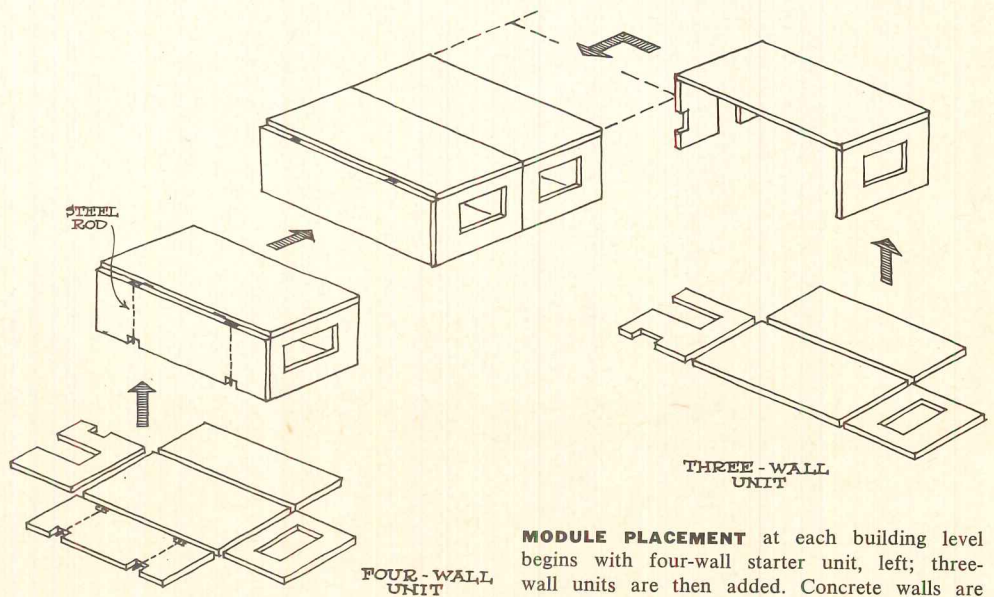 STEEL
ROD
THREE-WALL
UNIT
FOUR-WALL
UNIT
MODULE PLACEMENT at each building level
begins with four-wall starter unit, left; three-
wall units are then added. Concrete walls are